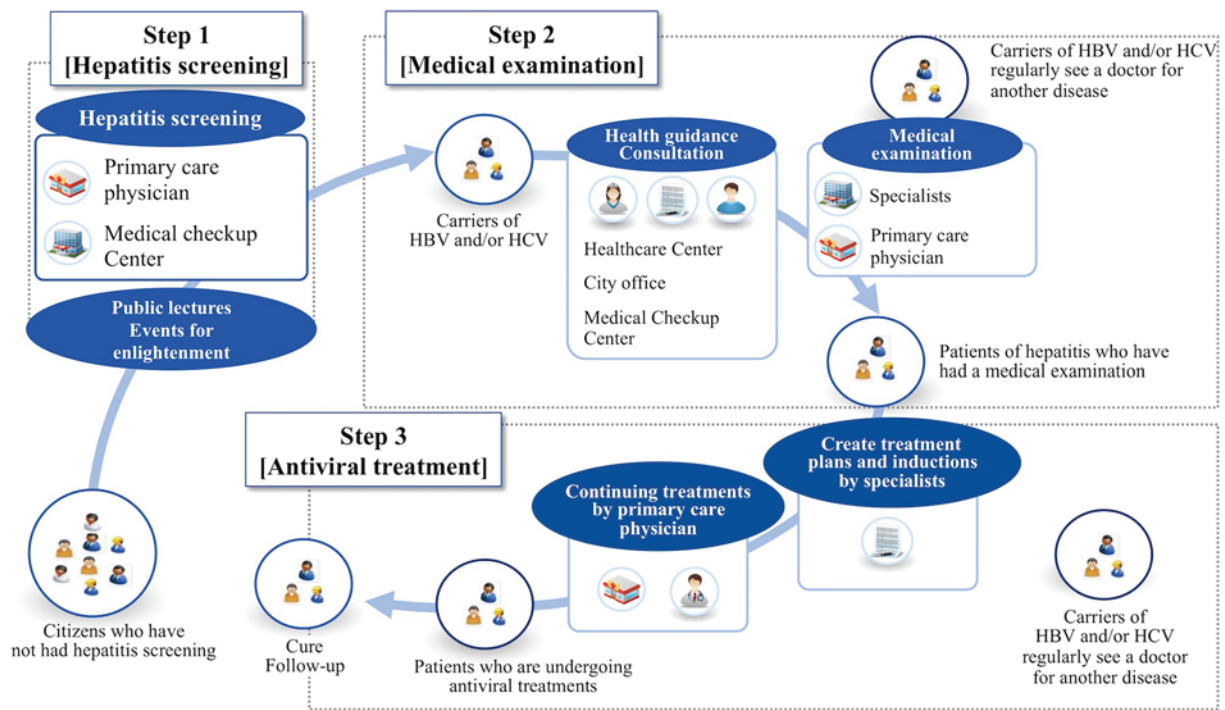 Step 1
[Hepatitis screening]
Hepatitis screening
Primary care
physician
Medical checkup
Center
Public lectures
Events for
enlightenment
Citizens who have
not had hepatitis screening
Step 2
[Medical examination]
Carriers of
HBV and/or HCV
Health guidance
Consultation
Healthcare Center
City office
Medical Checkup
Center
Carriers of HBV and/or HCV
regularly see a doctor for
another disease
Medical
examination
Specialists
Primary care
physician
Patients of hepatitis who have
had a medical examination
Step 3
[Antiviral treatment]
Create treatment
plans and inductions
by specialists
Continuing treatments
by primary care
physician
Carriers of
HBV and/or HCV
regularly see a doctor
for another disease
Patients who are undergoing
antiviral treatments
Cure
Follow-up